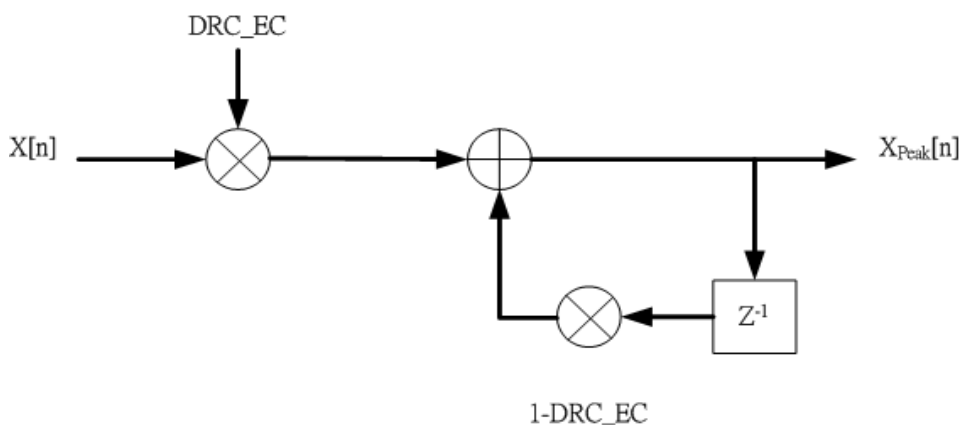 DRC_EC
X[n]
XPeak[n]
Z-1
1-DRC_EC